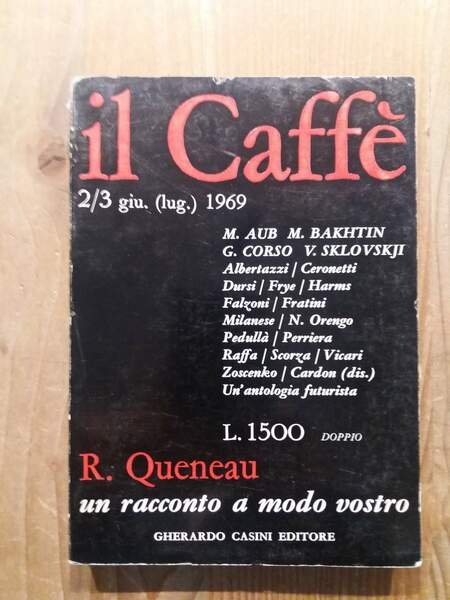 il Caffè
2/3 giu. (lug.) 1969
M. AUB M. BAKHTIN
G. CORSO V. SKLOVSKJI
Albertazzi / Ceronetti
Dursi / Frye / Harms
Falzoni / Fratini
Milanese / N. Orengo
Pedullà / Perriera
Raffa / Scorza / Vicari
Zoscenko / Cardon (dis.)
Un'antologia futurista
L. 1500 DOPPIO
R. Queneau
un racconto a modo vostro
GHERARDO CASINI EDITORE